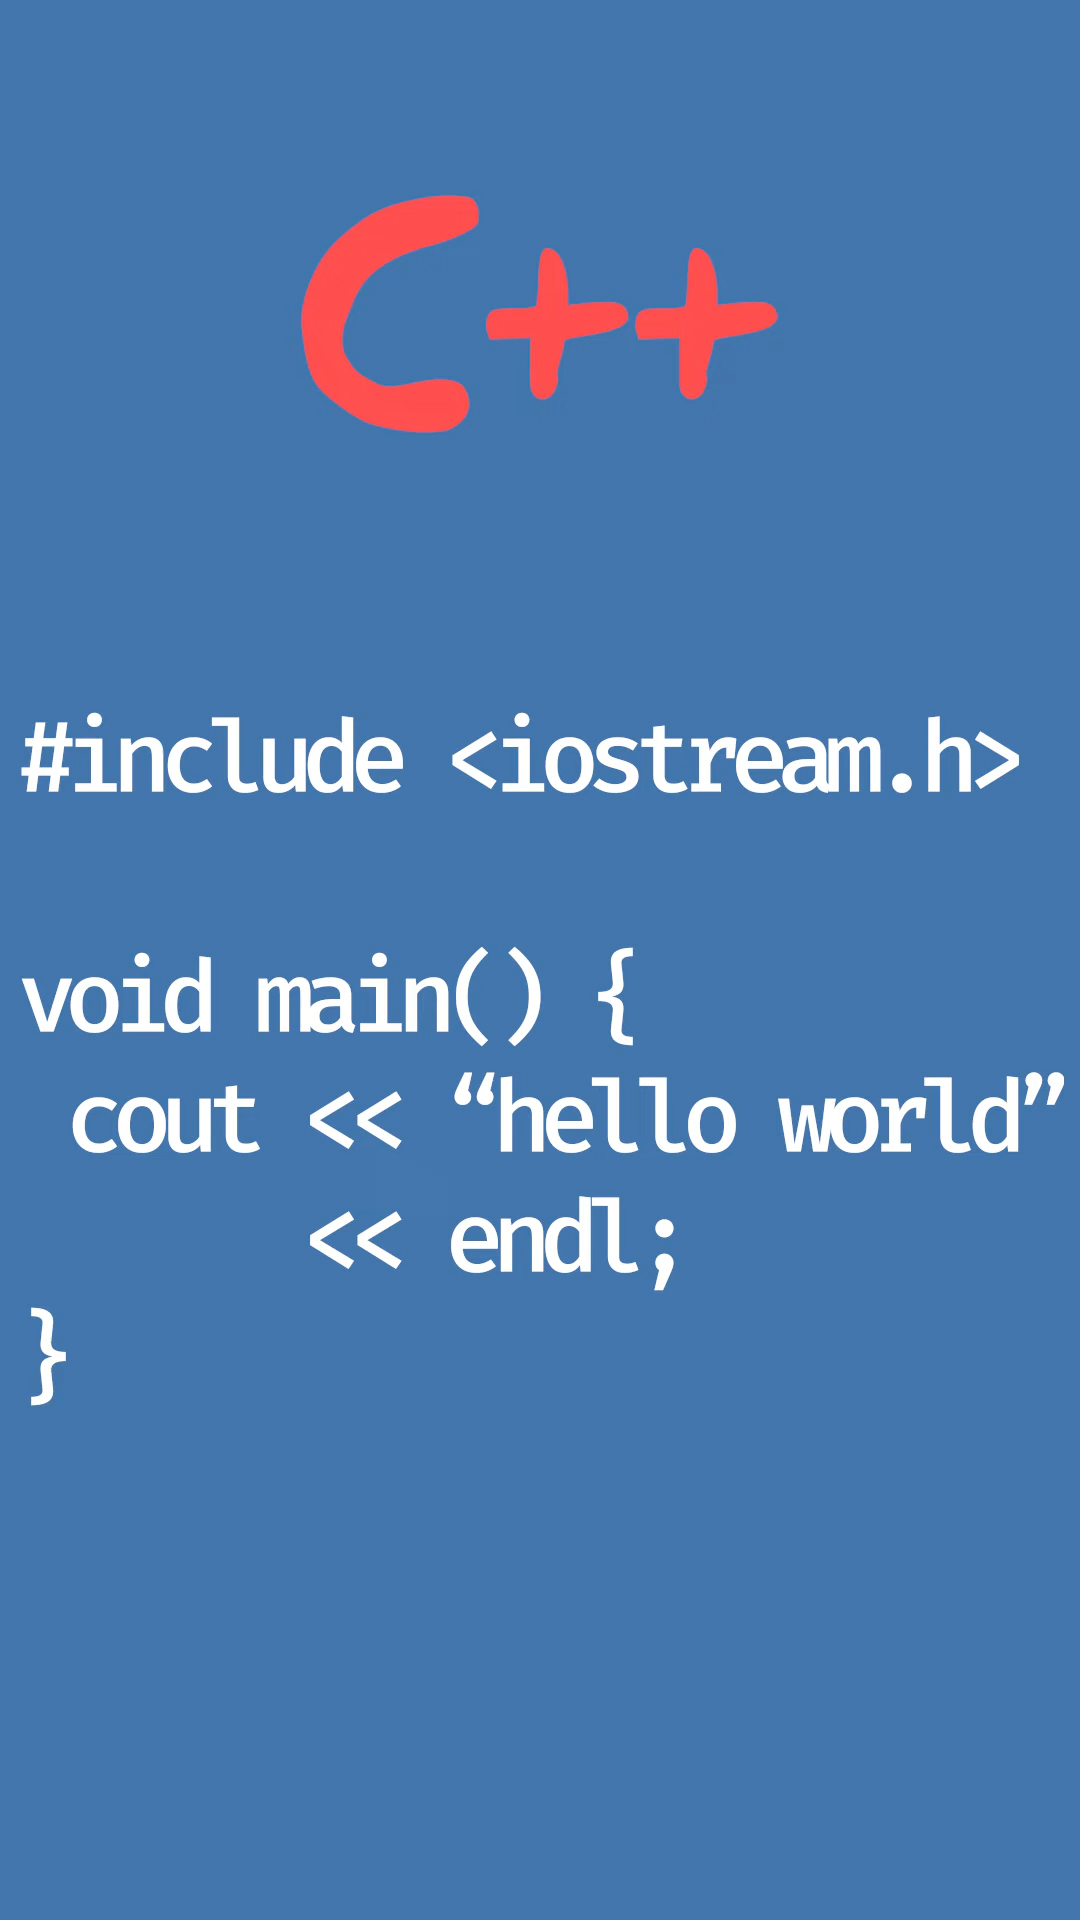 C++
#include <iostream.h>
void main() {
 cout << “hello world”
      << endl;
}